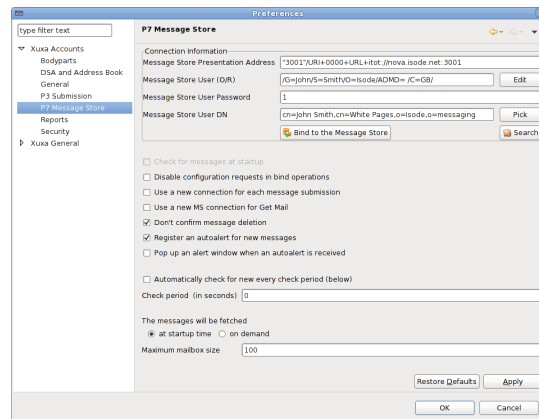 Preferences
type filter text
P7 Message Store
Xuxa Accounts
Bodyparts
DSA and Address Book
General
P3 Submission
P7 Message Store
Reports
Security
Xuxa General
Connection Information
Message Store Presentation Address "3001"/URI+0000+URL+itot://nova.isode.net:3001
Message Store User (O/R) /G=John/S=Smith/O=Isode/ADMD= /C=GB/ Edit
Message Store User Password 1
Message Store User DN cn=John Smith,cn=White Pages,o=Isode,o=messaging Pick
Bind to the Message Store Search
Check for messages at startup
Disable configuration requests in bind operations
Use a new connection for each message submission
Use a new MS connection for Get Mail
Don't confirm message deletion
Register an autoalert for new messages
Pop up an alert window when an autoalert is received
Automatically check for new every check period (below)
Check period (in seconds) 0
The messages will be fetched
at startup time on demand
Maximum mailbox size 100
Restore Defaults Apply
OK Cancel